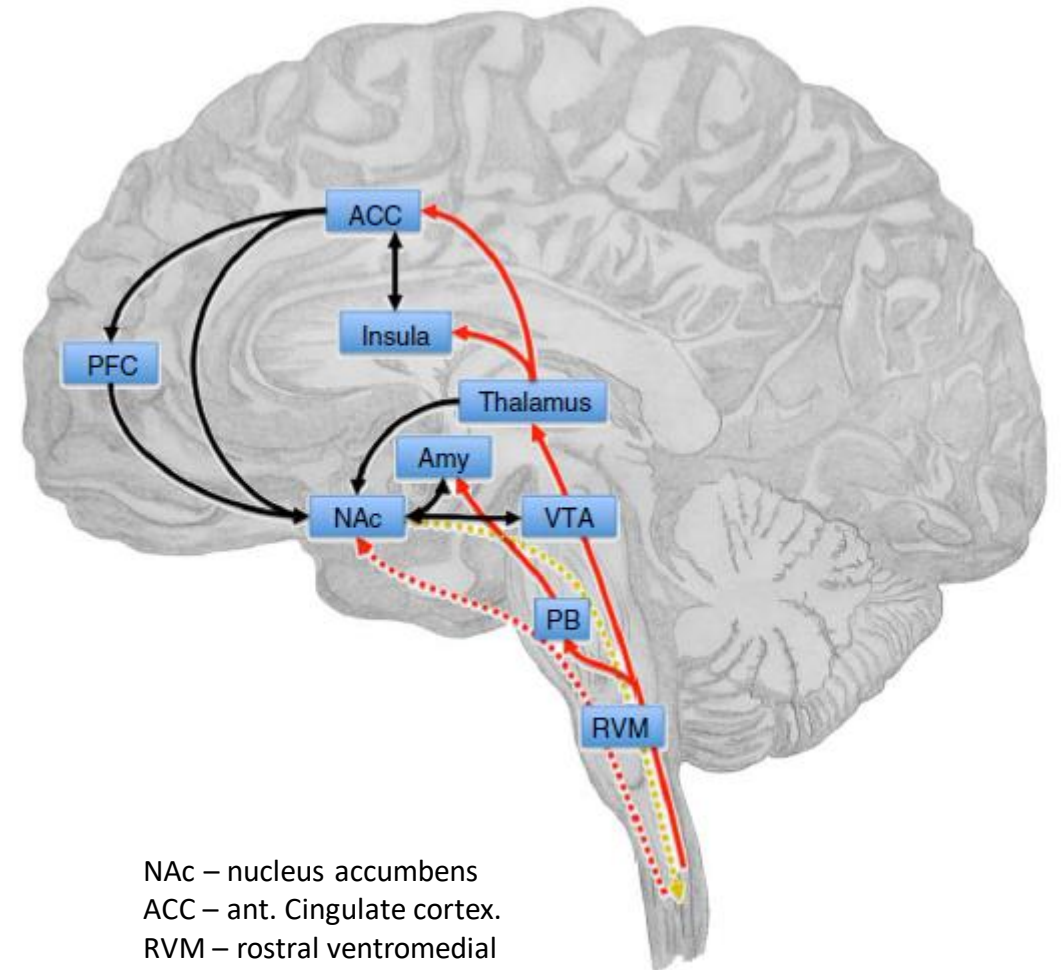 ACC
Insula
PFC
Thalamus
Amy
NAc
VTA
PB
RVM
NAc – nucleus accumbens
ACC – ant. Cingulate cortex.
RVM – rostral ventromedial